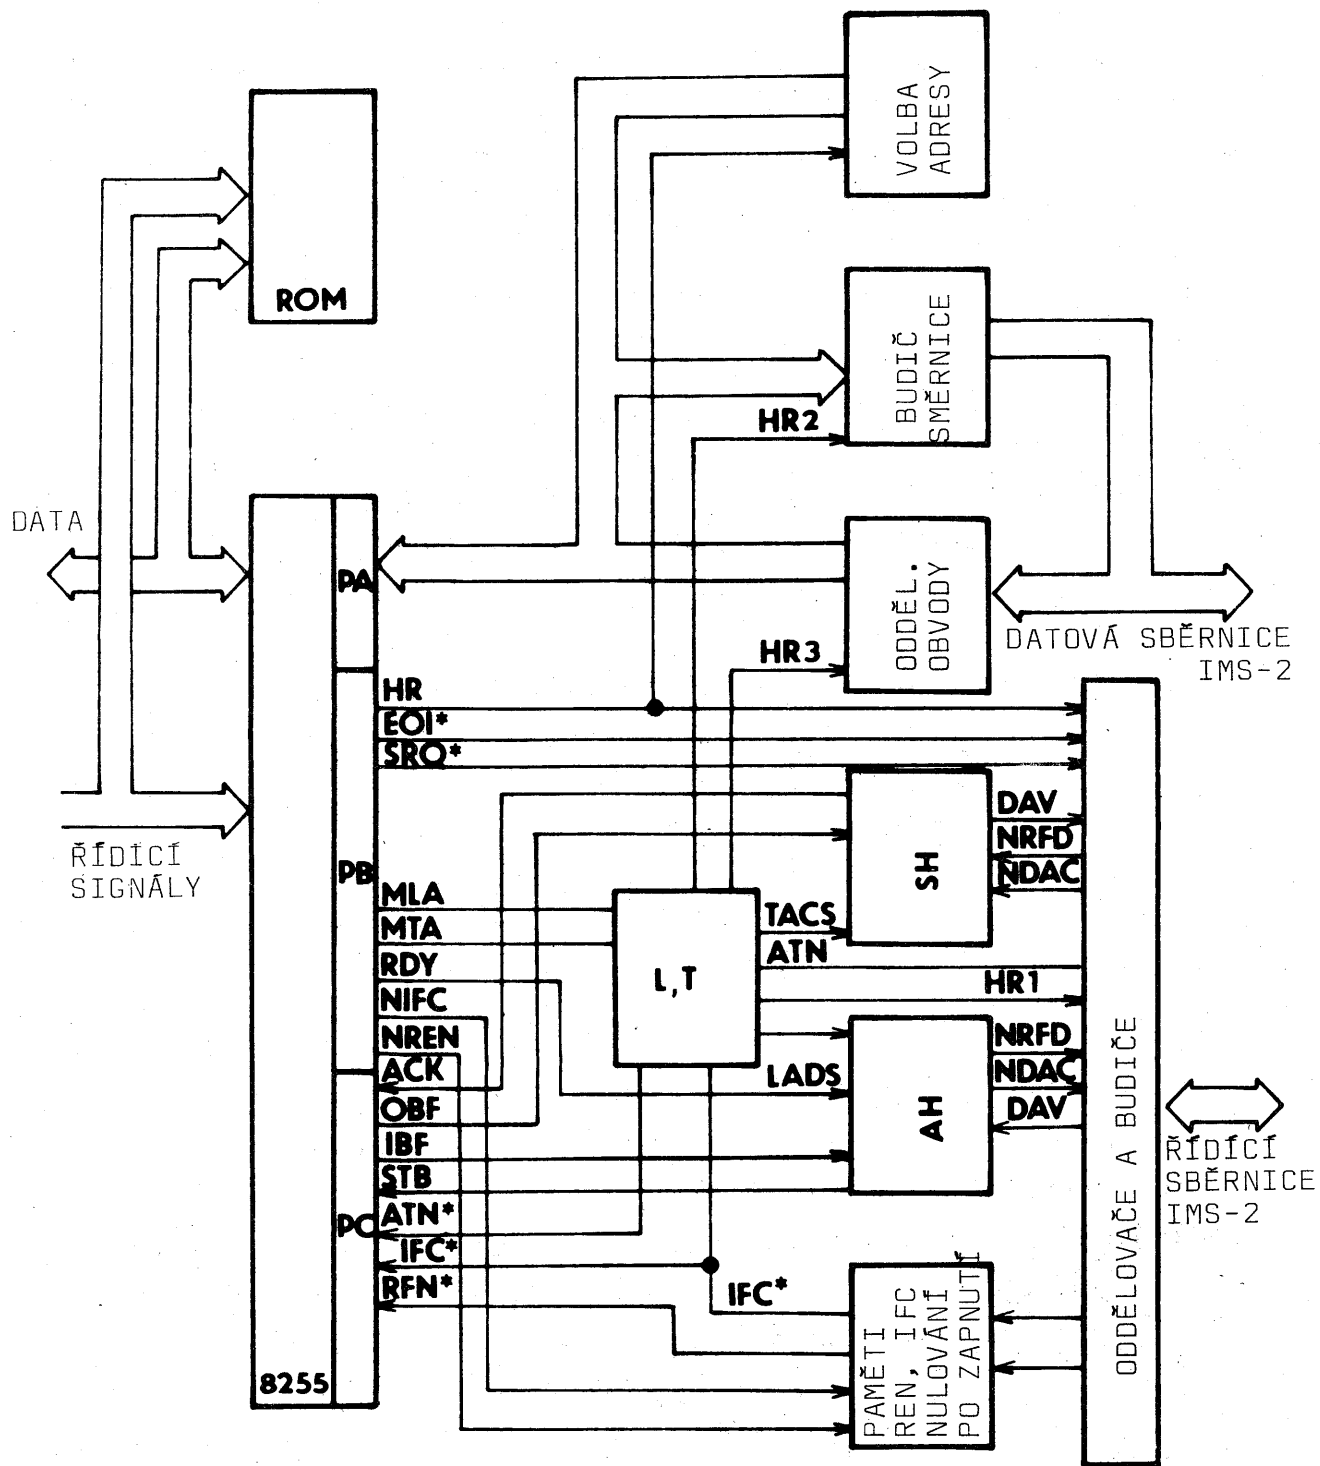 VOLBA
ADRESY
ROM
BUDIČ
SMĚRNICE
HR2
DATA
PA
ODDĚL.
OBVODY
DATOVÁ SBĚRNICE
IMS-2
HR3
HR
EOI*
SRQ*
ŘÍDÍCÍ
SIGNÁLY
PB
DAV
NRFD
NDAC
SH
MLA
MTA
RDY
NIFC
NREN
L,T
TACS
ATN
HR1
ACK
OBF
IBF
STB
ATN*
IFC*
RFN*
PC
LADS
AH
NRFD
NDAC
DAV
ODDĚLOVAČE A BUDIČE
ŘÍDÍCÍ
SBĚRNICE
IMS-2
IFC*
PAMĚTI
REN, IFC
NULOVÁNÍ
PO ZAPNUTÍ
8255